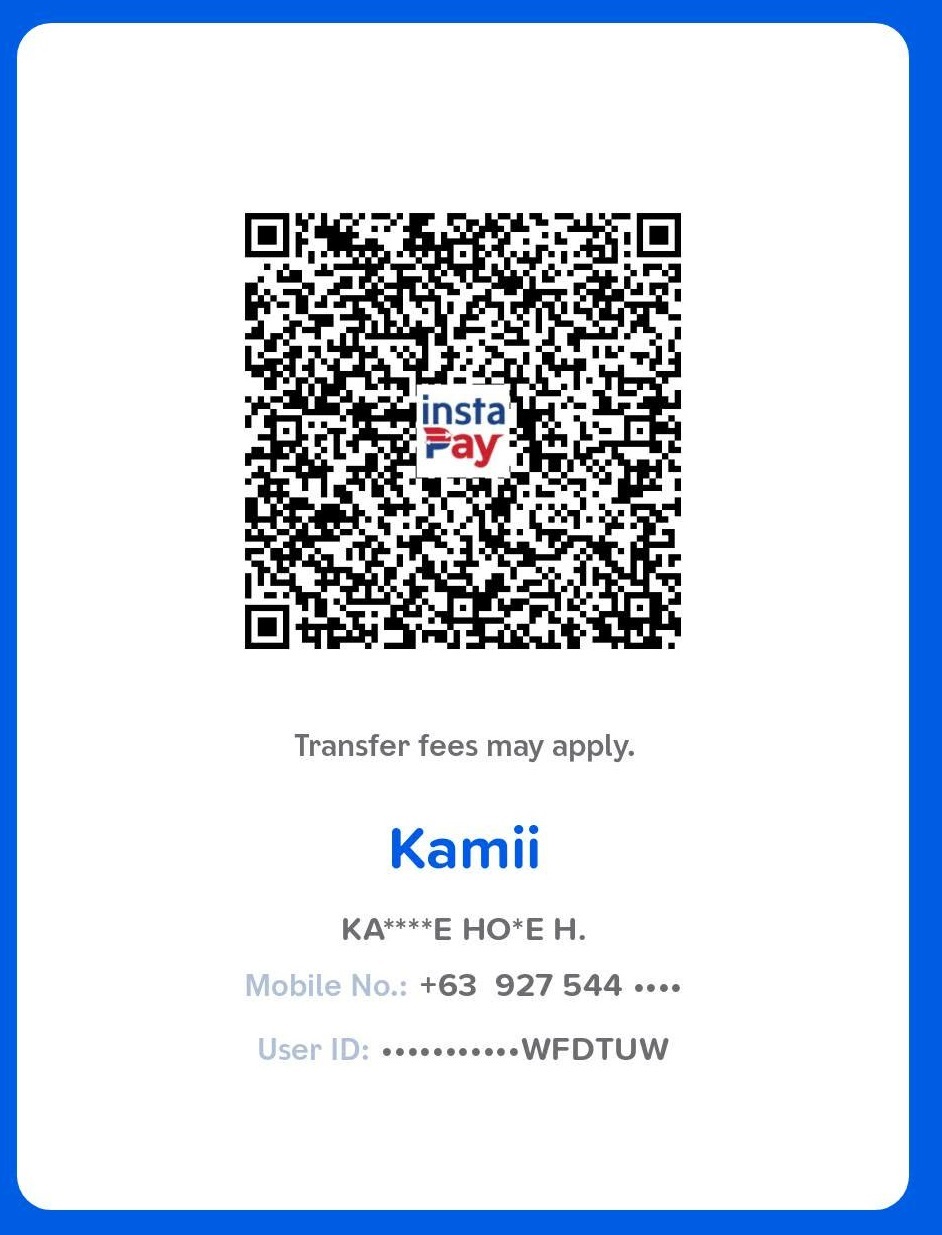 insta
Pay
Transfer fees may apply.
Kamii
KA****E HO*E H.
Mobile No.: +63 927 544 ••••
User ID: •••••••••••WFDTUW